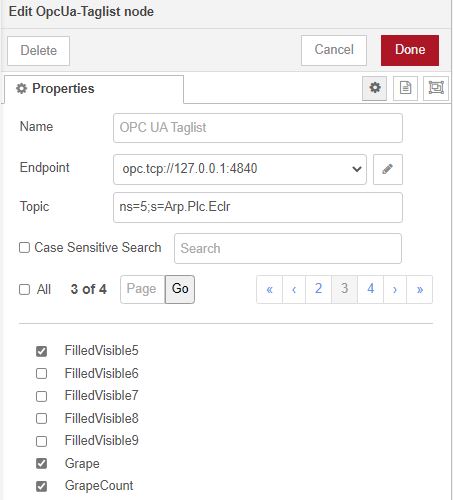 Edit OpcUa-Taglist node
Delete Cancel Done
Properties
Name OPC UA Taglist
Endpoint opc.tcp://127.0.0.1:4840
Topic ns=5;s=Arp.Plc.Eclr
Case Sensitive Search Search
All 3 of 4 Page Go « ‹ 2 3 4 › »
FilledVisible5
FilledVisible6
FilledVisible7
FilledVisible8
FilledVisible9
Grape
GrapeCount